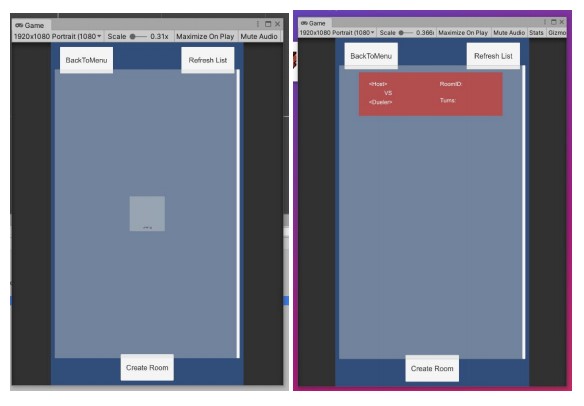 Game
1920x1080 Portrait (1080 Scale 0.31x Maximize On Play Mute Audio
BackToMenu Refresh List
Create Room
Game
1920x1080 Portrait (1080 Scale 0.366 Maximize On Play Mute Audio Stats Gizmo
BackToMenu Refresh List
<Host> RoomID:
VS
<Dueler> Turns:
Create Room